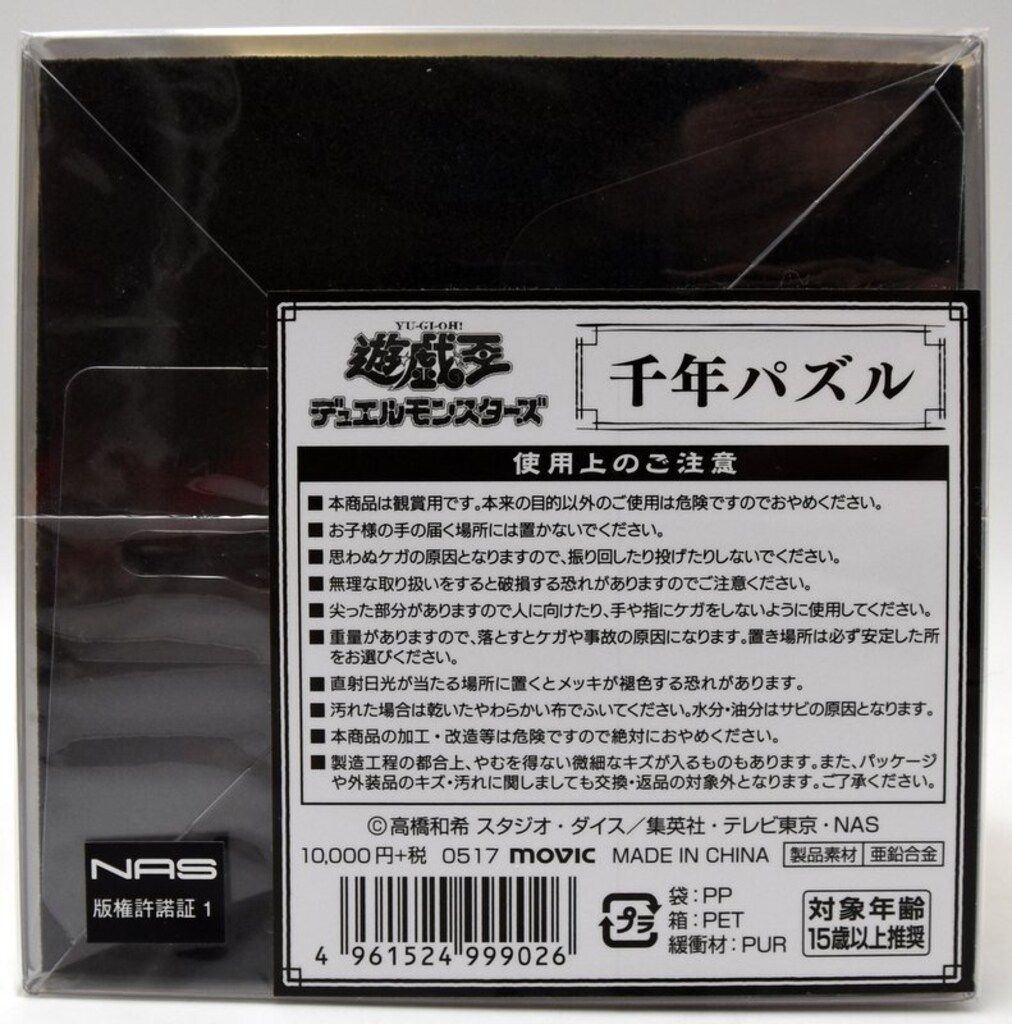 YU-GI-OH!
遊戯王
デュエルモンスターズ
千年パズル
使用上のご注意
■本商品は観賞用です。本来の目的以外のご使用は危険ですのでおやめください。
■お子様の手の届く場所には置かないでください。
■思わぬケガの原因となりますので、振り回したり投げたりしないでください。
■無理な取り扱いをすると破損する恐れがありますのでご注意ください。
■尖った部分がありますので人に向けたり、手や指にケガをしないように使用してください。
■重量がありますので、落とすとケガや事故の原因になります。置き場所は必ず安定した所
をお選びください。
■直射日光が当たる場所に置くとメッキが褪色する恐れがあります。
■汚れた場合は乾いたやわらかい布でふいてください。水分・油分はサビの原因となります。
■本商品の加工・改造等は危険ですので絶対におやめください。
■製造工程の都合上、やむを得ない微細なキズが入るものもあります。また、パッケージ
や外装品のキズ・汚れに関しましても交換・返品の対象外となります。ご了承ください。
©高橋和希 スタジオ・ダイス／集英社・テレビ東京・NAS
10,000円+税 0517 movic MADE IN CHINA 製品素材 亜鉛合金
NAS
版権許諾証 1
4 961524 999026
プラ
袋:PP
箱:PET
緩衝材:PUR
対象年齢
15歳以上推奨